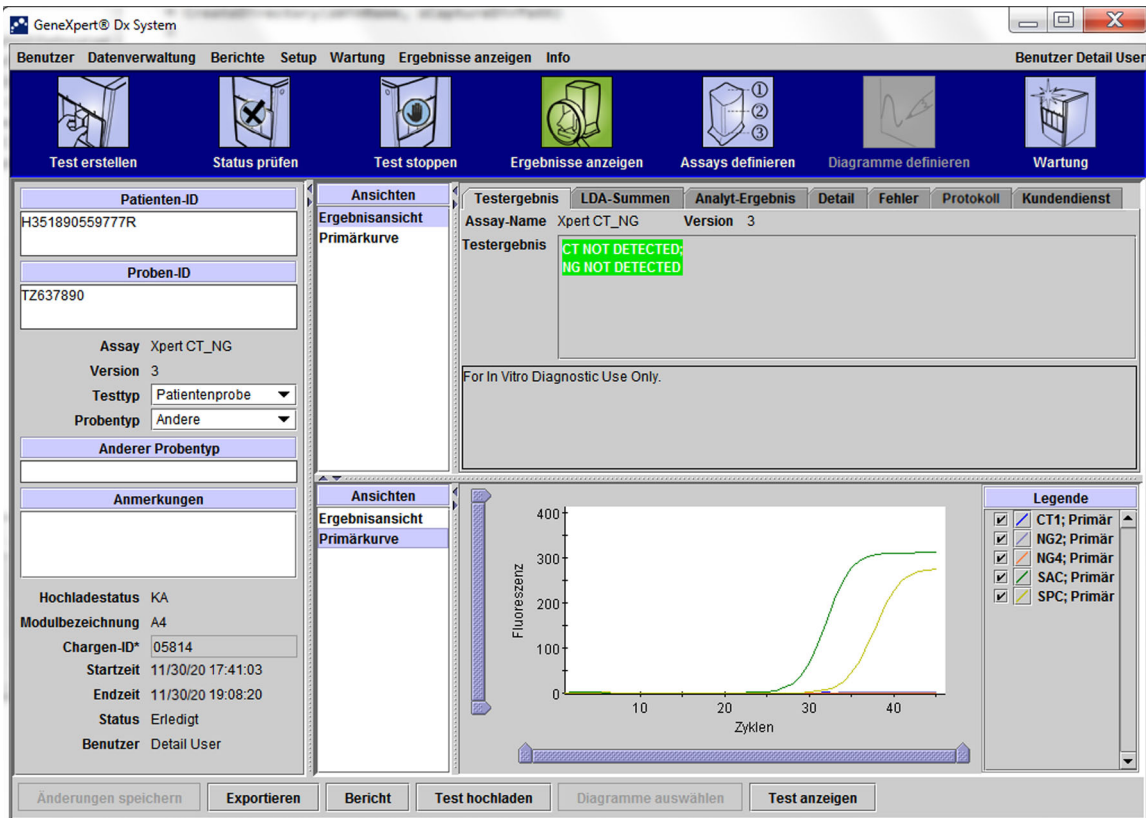 GeneXpert® Dx System
Benutzer Datenverwaltung Berichte Setup Wartung Ergebnisse anzeigen Info Benutzer Detail User
Test erstellen Status prüfen Test stoppen Ergebnisse anzeigen Assays definieren Diagramme definieren Wartung
Patienten-ID
H351890559777R
Proben-ID
TZ637890
Assay Xpert CT_NG
Version 3
Testtyp Patientenprobe
Probentyp Andere
Anderer Probentyp
Anmerkungen
Hochladestatus KA
Modulbezeichnung A4
Chargen-ID* 05814
Startzeit 11/30/20 17:41:03
Endzeit 11/30/20 19:08:20
Status Erledigt
Benutzer Detail User
Ansichten
Ergebnisansicht
Primärkurve
Testergebnis LDA-Summen Analyt-Ergebnis Detail Fehler Protokoll Kundendienst
Assay-Name Xpert CT_NG Version 3
Testergebnis CT NOT DETECTED;
NG NOT DETECTED
For In Vitro Diagnostic Use Only.
Ansichten
Ergebnisansicht
Primärkurve
400
300
200
100
0
Fluoreszenz
10 20 30 40
Zyklen
Legende
CT1; Primär
NG2; Primär
NG4; Primär
SAC; Primär
SPC; Primär
Änderungen speichern Exportieren Bericht Test hochladen Diagramme auswählen Test anzeigen